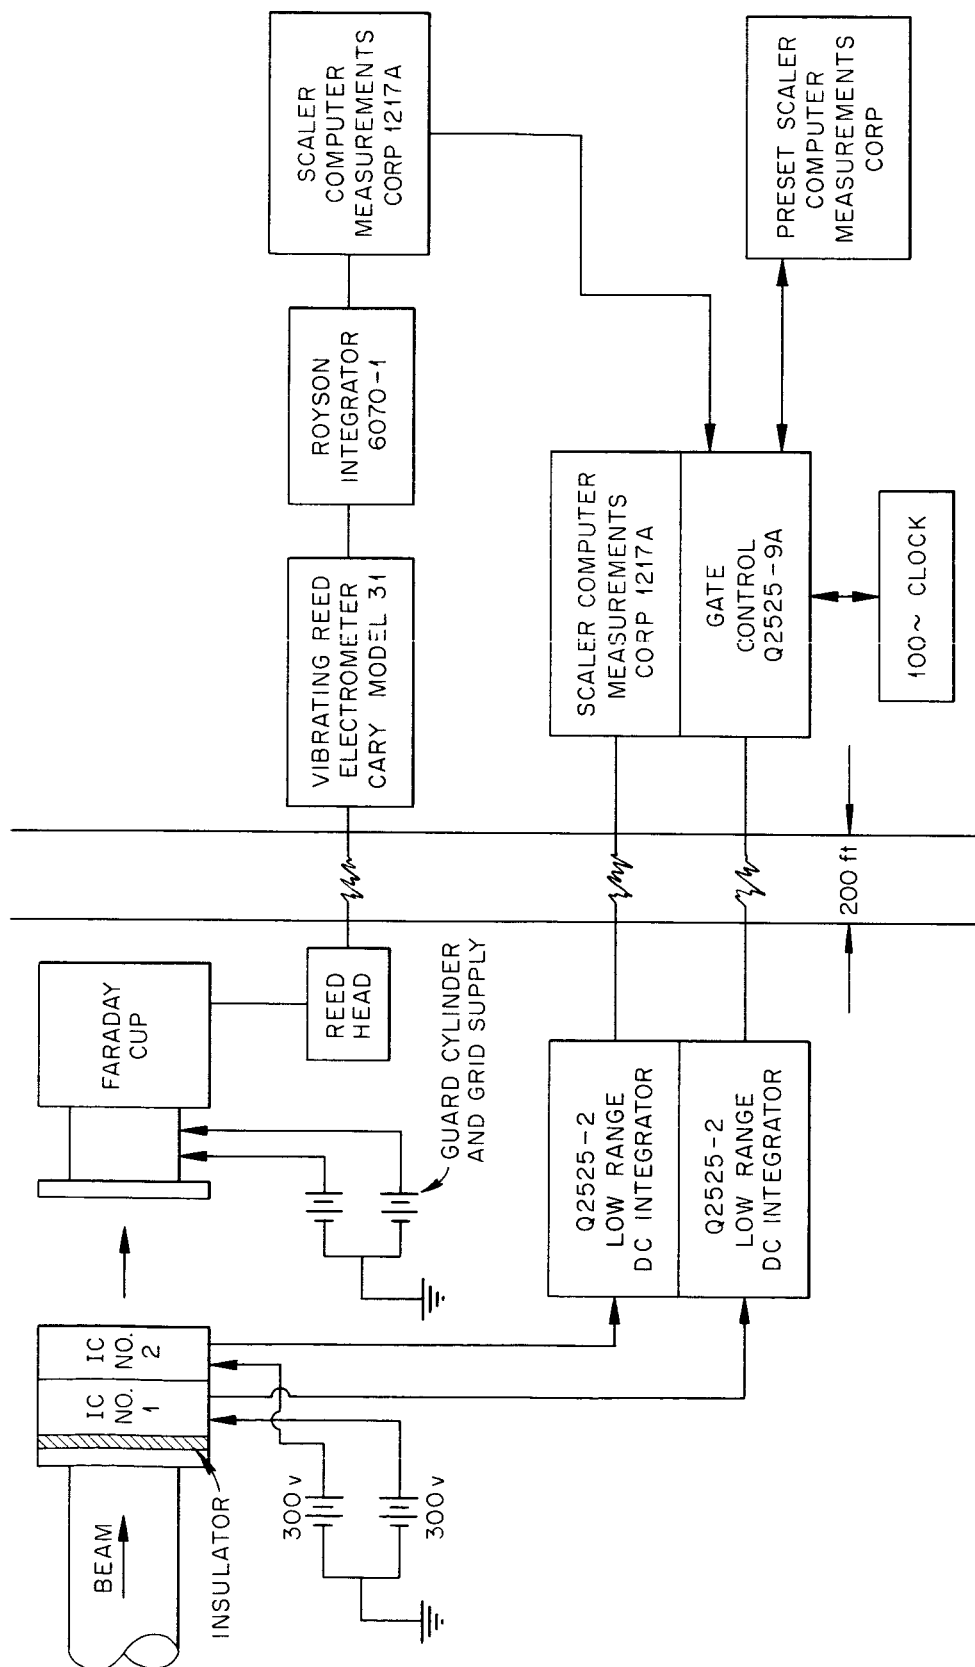 BEAM
INSULATOR
IC
NO.
1
IC
NO.
2
300v
300v
FARADAY
CUP
GUARD CYLINDER
AND GRID SUPPLY
REED
HEAD
VIBRATING REED
ELECTROMETER
CARY MODEL 31
ROYSON
INTEGRATOR
6070-1
SCALER
COMPUTER
MEASUREMENTS
CORP 1217A
Q2525-2
LOW RANGE
DC INTEGRATOR
Q2525-2
LOW RANGE
DC INTEGRATOR
200 ft
SCALER COMPUTER
MEASUREMENTS
CORP 1217A
GATE
CONTROL
Q2525-9A
100~ CLOCK
PRESET SCALER
COMPUTER
MEASUREMENTS
CORP